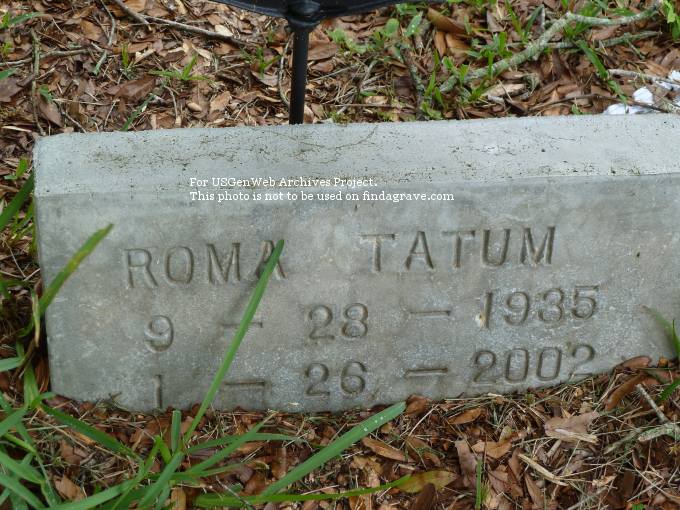 For USGenWeb Archives Project.
This photo is not to be used on findagrave.com
ROMA TATUM
9 — 28 — 1935
1 — 26 — 2002